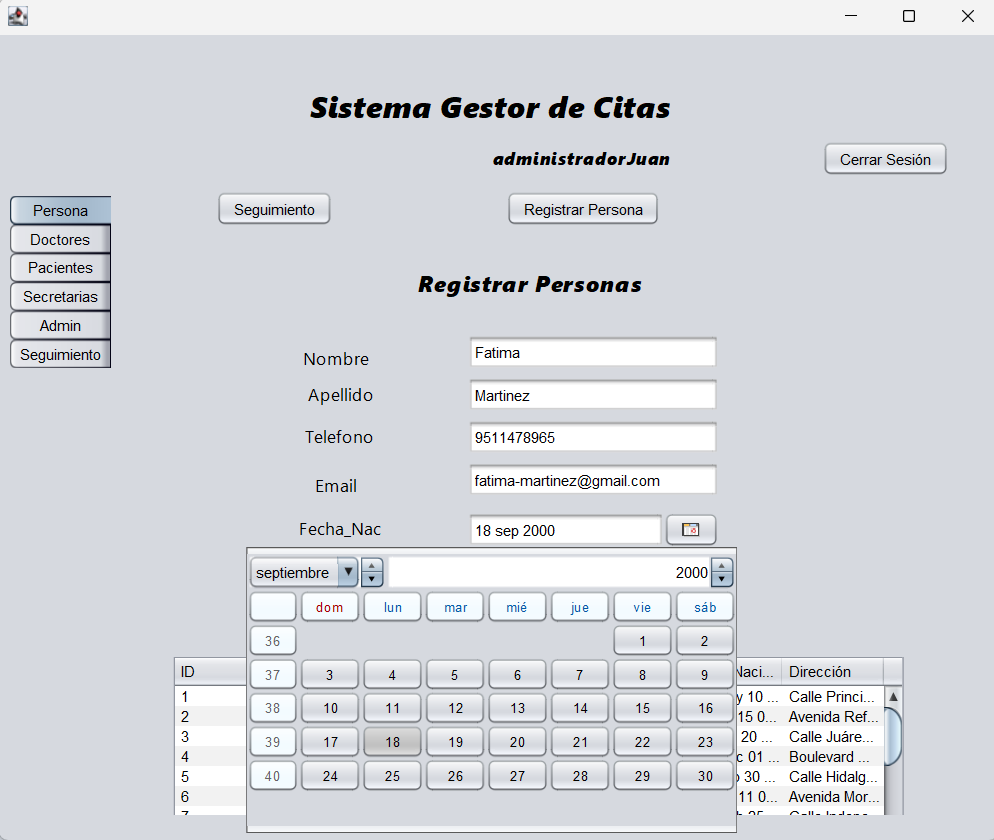 Sistema Gestor de Citas
administradorJuan
Cerrar Sesión
Seguimiento Registrar Persona
Persona
Doctores
Pacientes
Secretarias
Admin
Seguimiento
Registrar Personas
Nombre Fatima
Apellido Martinez
Telefono 9511478965
Email fatima-martinez@gmail.com
Fecha_Nac 18 sep 2000
septiembre 2000
dom lun mar mié jue vie sáb
36 1 2
37 3 4 5 6 7 8 9
38 10 11 12 13 14 15 16
39 17 18 19 20 21 22 23
40 24 25 26 27 28 29 30
ID Naci... Dirección
1 y 10 ... Calle Princi...
2 15 0... Avenida Ref...
3 20 ... Calle Juáre...
4 c 01 ... Boulevard ...
5 30 ... Calle Hidalg...
6 11 0... Avenida Mor...